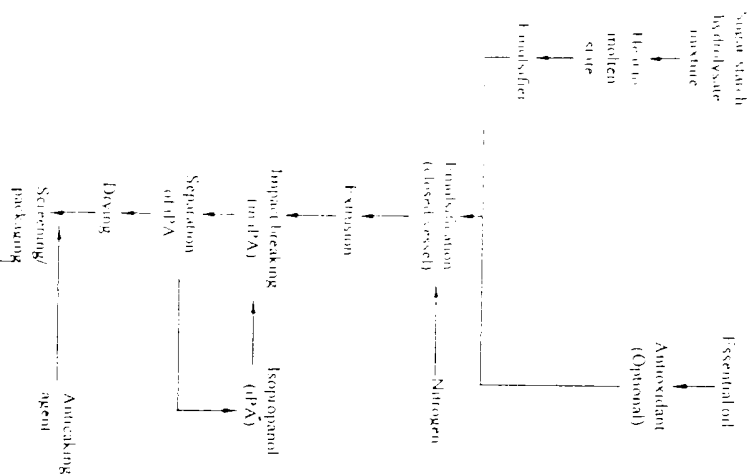 Sugar starch
hydrolysate
mixture
Heat to
molten
state
Emulsifier
Essential oil
Antioxidant
(Optional)
Emulsification
(closed vessel)
Nitrogen
Extrusion
Impact breaking
(in iPA)
Isopropanol
(iPA)
Separation
of iPA
Drying
Anticaking
agent
Screening/
packaging